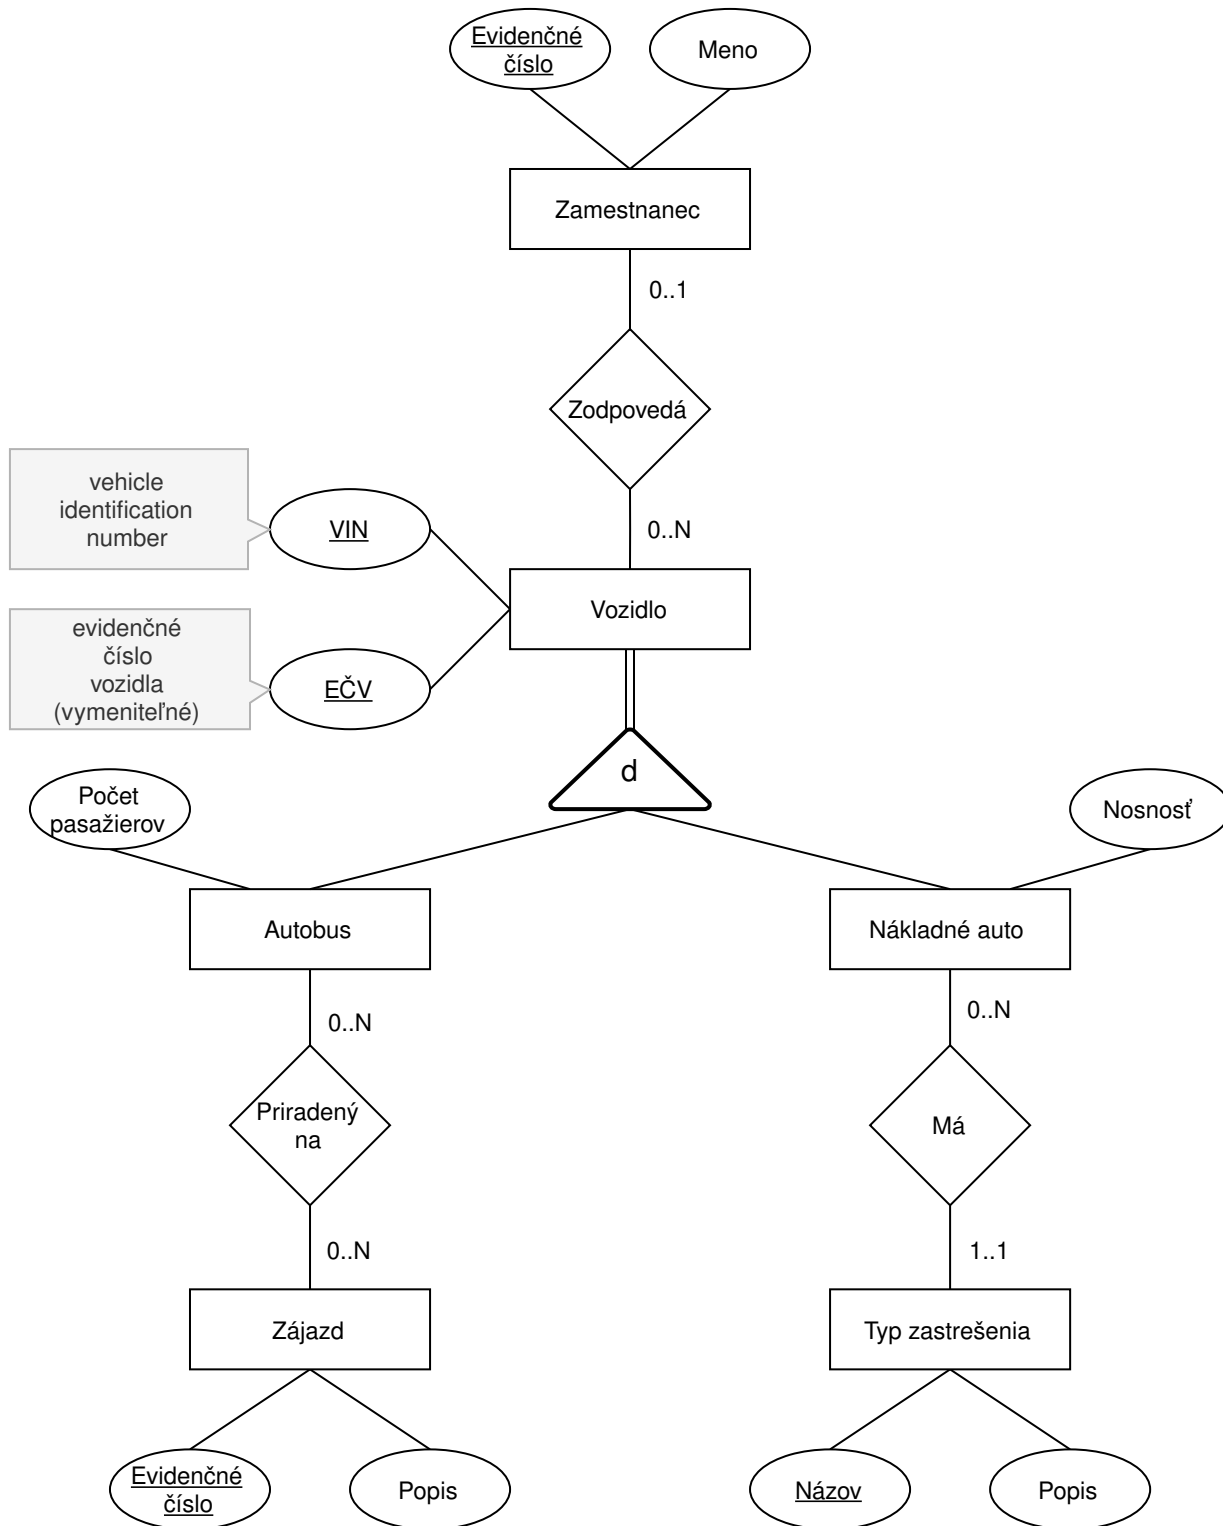 Evidenčné
číslo
Meno
Zamestnanec
0..1
Zodpovedá
vehicle
identification
number
VIN
0..N
Vozidlo
evidenčné
číslo
vozidla
(vymeniteľné)
EČV
d
Počet
pasažierov
Nosnosť
Autobus
Nákladné auto
0..N
0..N
Priradený
na
Má
0..N
1..1
Zájazd
Typ zastrešenia
Evidenčné
číslo
Popis
Názov
Popis